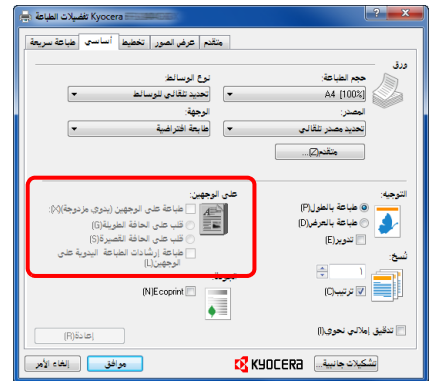 Kyocera تفضيلات الطباعة
طباعة سريعة
أساسي
تخطيط
عرض الصور
متقدم
ورق
حجم الطباعة:
A4 [100%]
نوع الوسائط:
تحديد تلقائي للوسائط
المصدر:
تحديد مصدر تلقائي
الوجهة:
طابعة افتراضية
متقدم(Z)...
التوجيه:
طباعة بالطول(P)
طباعة بالعرض(D)
تدوير(E)
على الوجهين:
طباعة على الوجهين (يدوي مزدوجة)(X):
قلب على الحافة الطويلة(G)
قلب على الحافة القصيرة(S)
طباعة إرشادات الطباعة اليدوية على
الوجهين(L)
نسخ:
١
ترتيب(C)
Ecoprint(N)
تدقيق إملائي نحوي(I)
إعادة(R)
تشكيلات جانبية...
KYOCERA
موافق
إلغاء الأمر